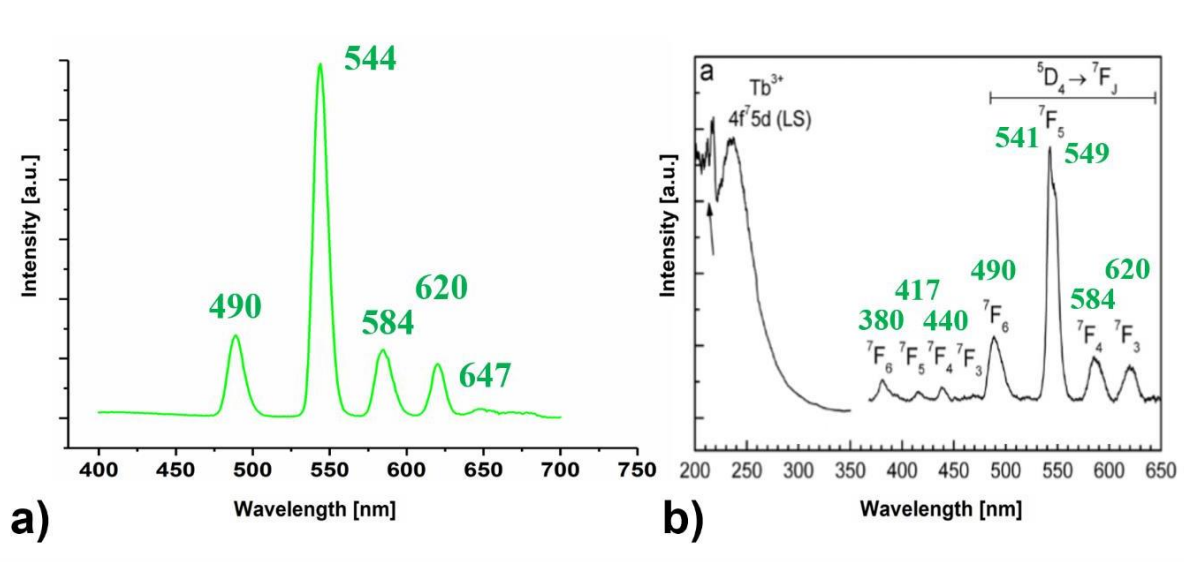 544
490
584
620
647
Intensity [a.u.]
400 450 500 550 600 650 700 750
Wavelength [nm]
a)
a
Tb³⁺
4f⁷5d (LS)
⁵D₄→⁷F_J
⁷F₅
541 549
490 620
417 584
380 440 ⁷F₆ ⁷F₄ ⁷F₃
⁷F₆ ⁷F₅ ⁷F₄ ⁷F₃
Intensity [a.u.]
200 250 300 350 400 450 500 550 600 650
Wavelength [nm]
b)